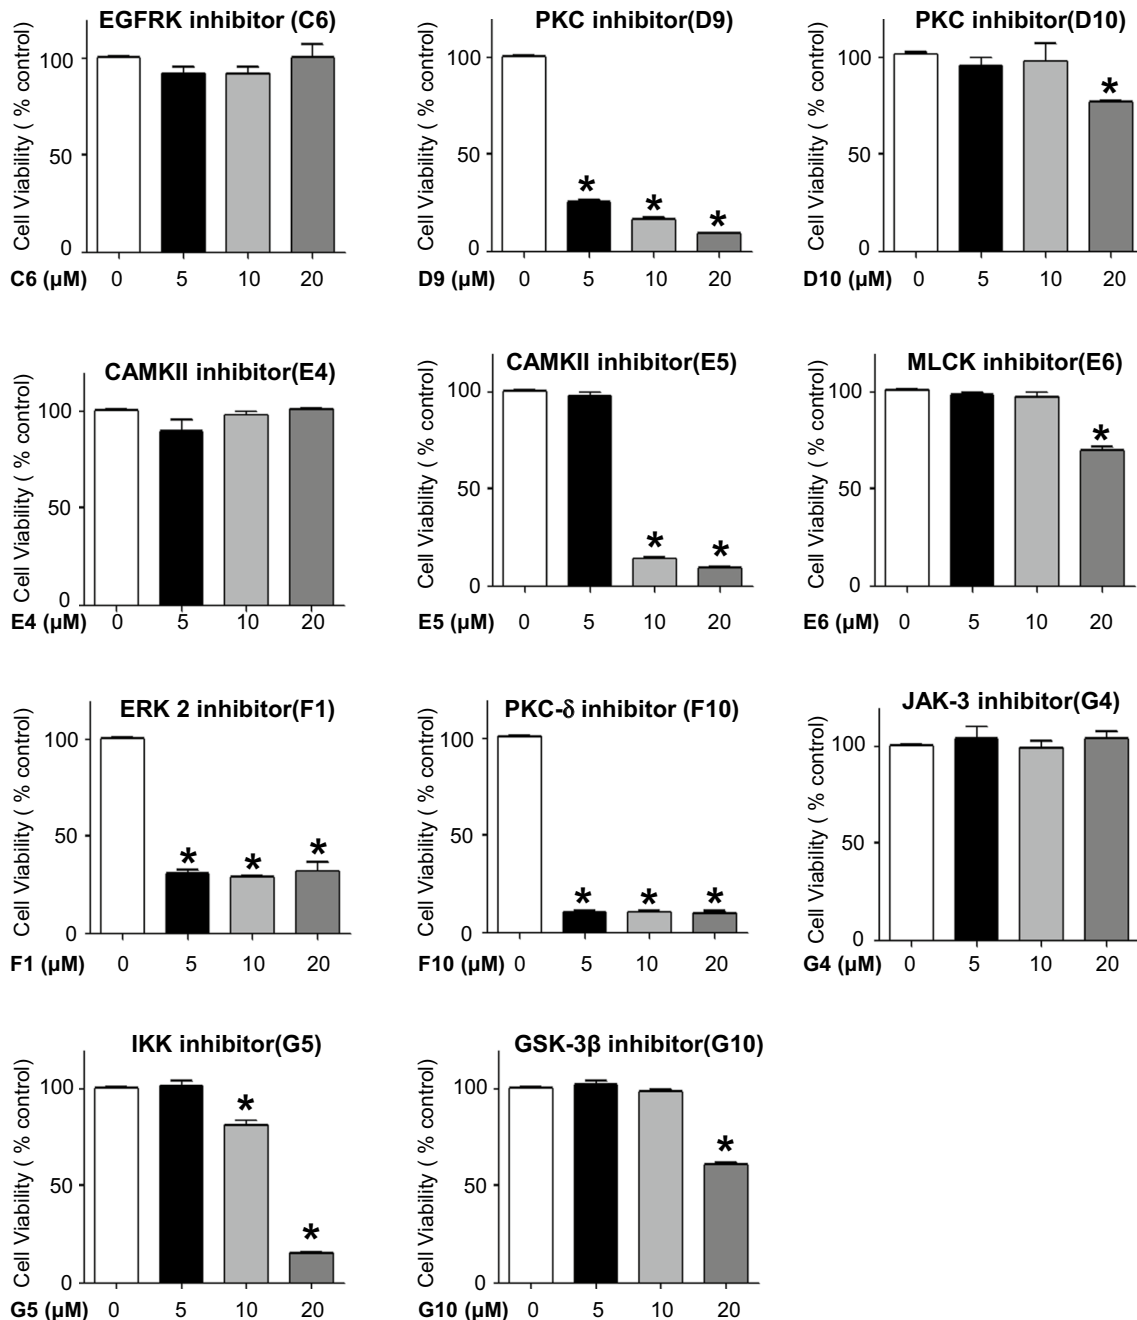 EGFRK inhibitor (C6)
Cell Viability ( % control)
100
50
0
C6 (µM) 0 5 10 20
PKC inhibitor(D9)
Cell Viability ( % control)
100
50
0
* * *
D9 (µM) 0 5 10 20
PKC inhibitor(D10)
Cell Viability ( % control)
100
50
0
*
D10 (µM) 0 5 10 20
CAMKII inhibitor(E4)
Cell Viability ( % control)
100
50
0
E4 (µM) 0 5 10 20
CAMKII inhibitor(E5)
Cell Viability ( % control)
100
50
0
* *
E5 (µM) 0 5 10 20
MLCK inhibitor(E6)
Cell Viability ( % control)
100
50
0
*
E6 (µM) 0 5 10 20
ERK 2 inhibitor(F1)
Cell Viability ( % control)
100
50
0
* * *
F1 (µM) 0 5 10 20
PKC-δ inhibitor (F10)
Cell Viability ( % control)
100
50
0
* * *
F10 (µM) 0 5 10 20
JAK-3 inhibitor(G4)
Cell Viability ( % control)
100
50
0
G4 (µM) 0 5 10 20
IKK inhibitor(G5)
Cell Viability ( % control)
100
50
0
* *
G5 (µM) 0 5 10 20
GSK-3β inhibitor(G10)
Cell Viability ( % control)
100
50
0
*
G10 (µM) 0 5 10 20